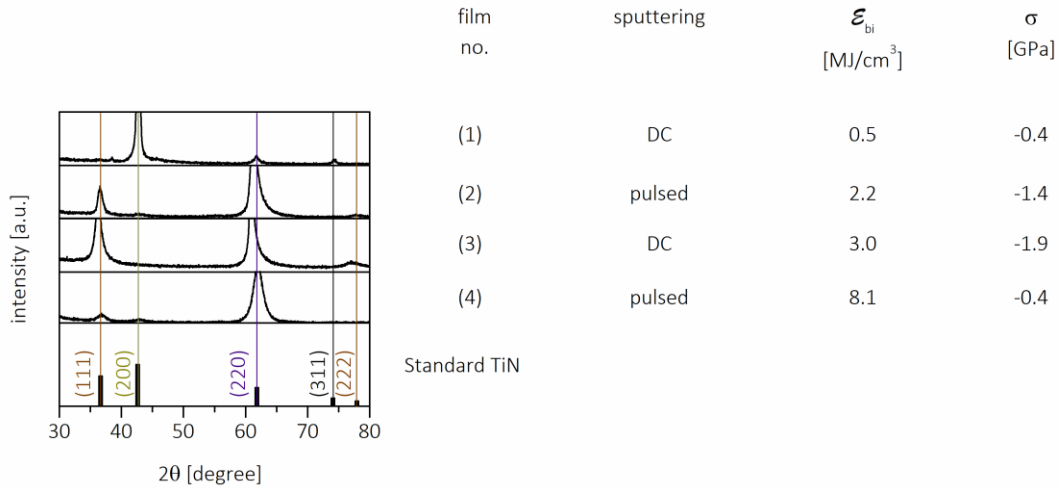 film sputtering ℰbi σ
no. [MJ/cm³] [GPa]
(1) DC 0.5 -0.4
(2) pulsed 2.2 -1.4
(3) DC 3.0 -1.9
(4) pulsed 8.1 -0.4
Standard TiN
intensity [a.u.]
(111) (200) (220) (311) (222)
30 40 50 60 70 80
2θ [degree]